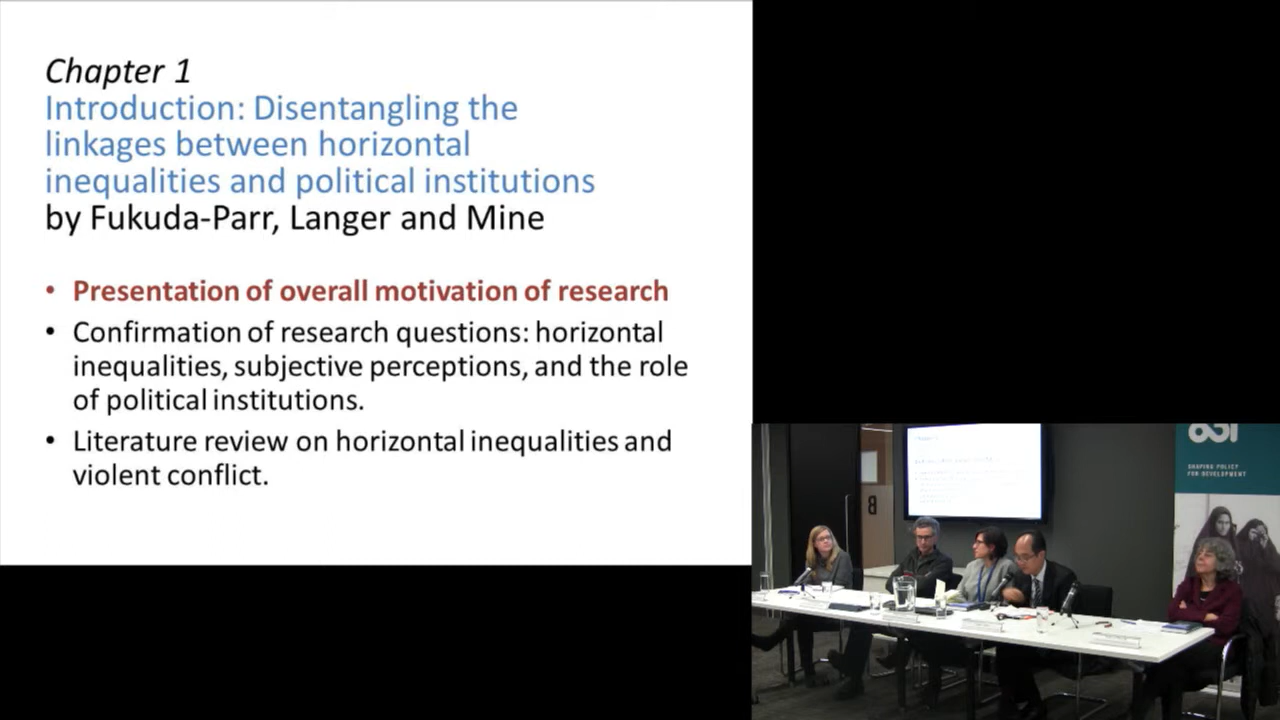 Chapter 1
Introduction: Disentangling the
linkages between horizontal
inequalities and political institutions
by Fukuda-Parr, Langer and Mine
• Presentation of overall motivation of research
• Confirmation of research questions: horizontal
inequalities, subjective perceptions, and the role
of political institutions.
• Literature review on horizontal inequalities and
violent conflict.
SHAPING POLICY
FOR DEVELOPMENT
8